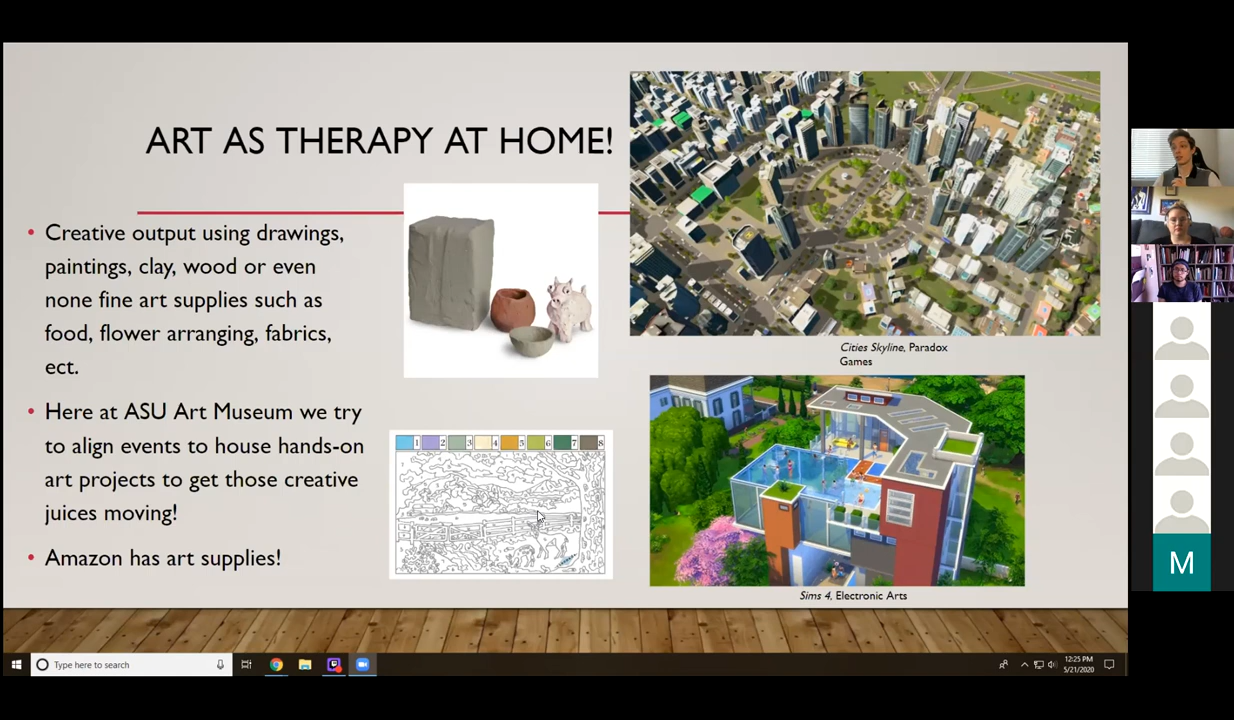 ART AS THERAPY AT HOME!
• Creative output using drawings,
paintings, clay, wood or even
none fine art supplies such as
food, flower arranging, fabrics,
ect.
• Here at ASU Art Museum we try
to align events to house hands-on
art projects to get those creative
juices moving!
• Amazon has art supplies!
1 2 3 4 5 6 7 8
Cities Skyline, Paradox
Games
Sims 4, Electronic Arts
M
Type here to search
12:25 PM
5/21/2020